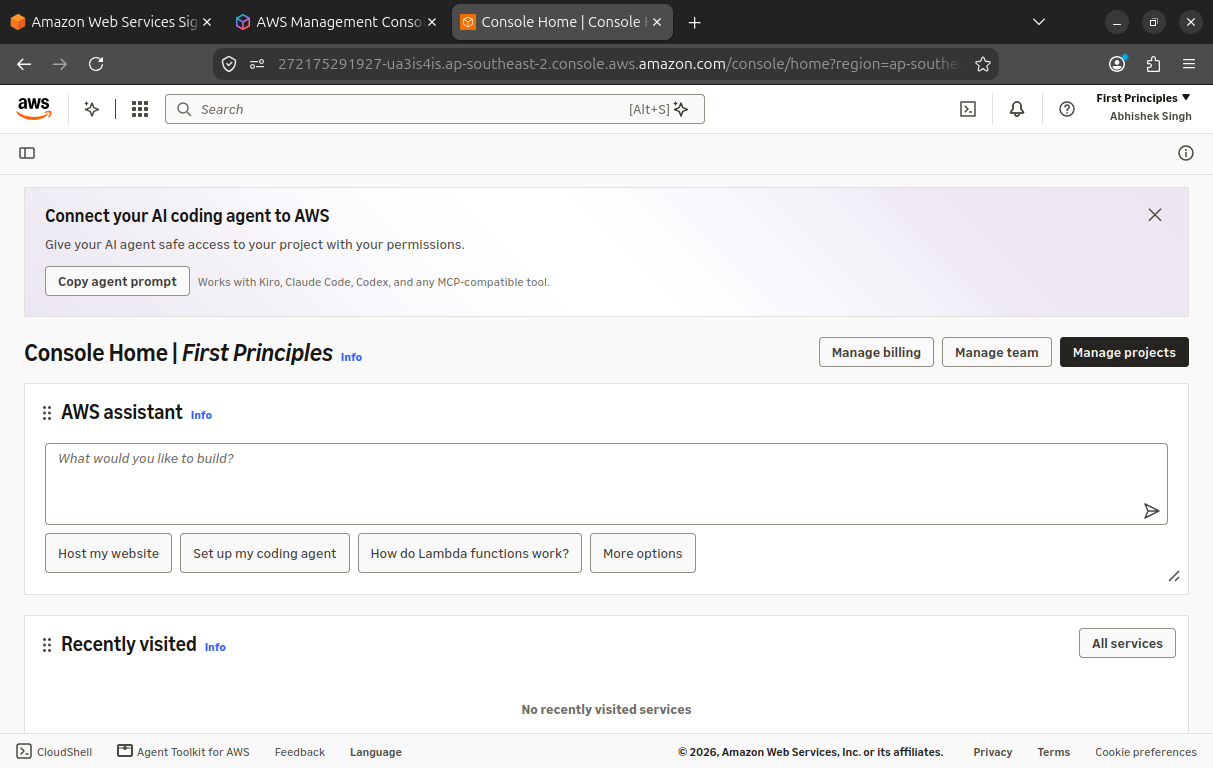 Amazon Web Services Sig
AWS Management Conso
Console Home | Console H
272175291927-ua3is4is.ap-southeast-2.console.aws.amazon.com/console/home?region=ap-southe
aws
Search
[Alt+S]
First Principles
Abhishek Singh
Connect your AI coding agent to AWS
Give your AI agent safe access to your project with your permissions.
Copy agent prompt
Works with Kiro, Claude Code, Codex, and any MCP-compatible tool.
Console Home | First Principles Info
Manage billing
Manage team
Manage projects
AWS assistant Info
What would you like to build?
Host my website
Set up my coding agent
How do Lambda functions work?
More options
Recently visited Info
All services
No recently visited services
CloudShell
Agent Toolkit for AWS
Feedback
Language
© 2026, Amazon Web Services, Inc. or its affiliates.
Privacy
Terms
Cookie preferences